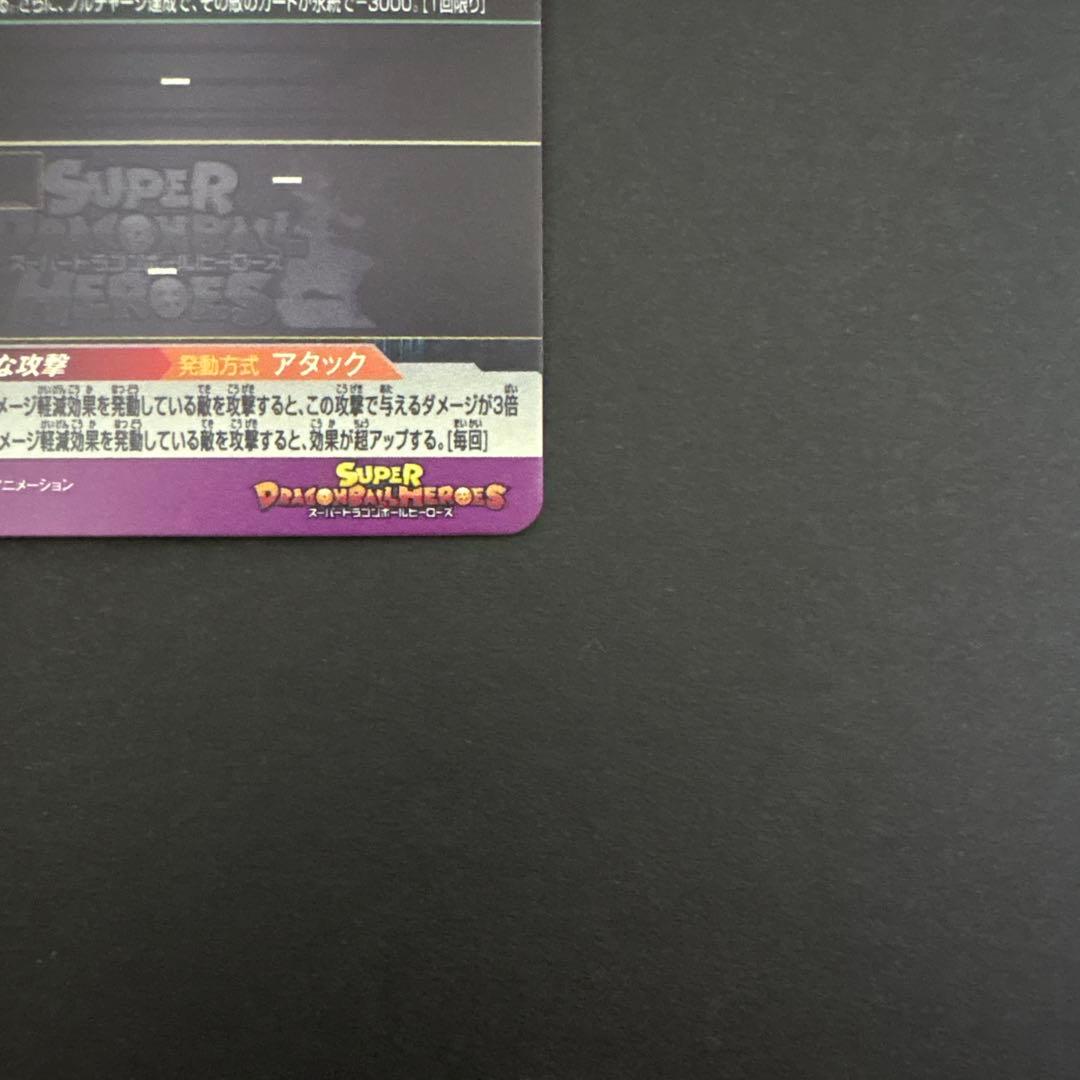 さらに、フルチャージ達成で、その敵のカードが永続で-3000。[1回限り]
ー
SUPER
ー
DRAGONBALL
スーパードラゴンボールヒーローズ
ー
HEROES
な攻撃 発動方式 アタック
メージ軽減効果を発動している敵を攻撃すると、この攻撃で与えるダメージが3倍
メージ軽減効果を発動している敵を攻撃すると、効果が超アップする。[毎回]
アニメーション
SUPER
DRAGONBALL HEROES
スーパードラゴンボールヒーローズ